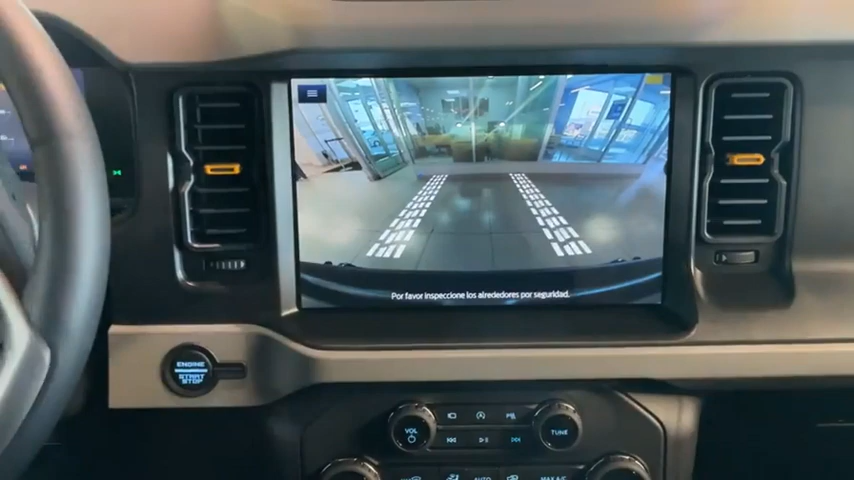 Por favor inspeccione los alrededores por seguridad.
ENGINE
START
STOP
VOL
TUNE
AUTO
MAX A/C